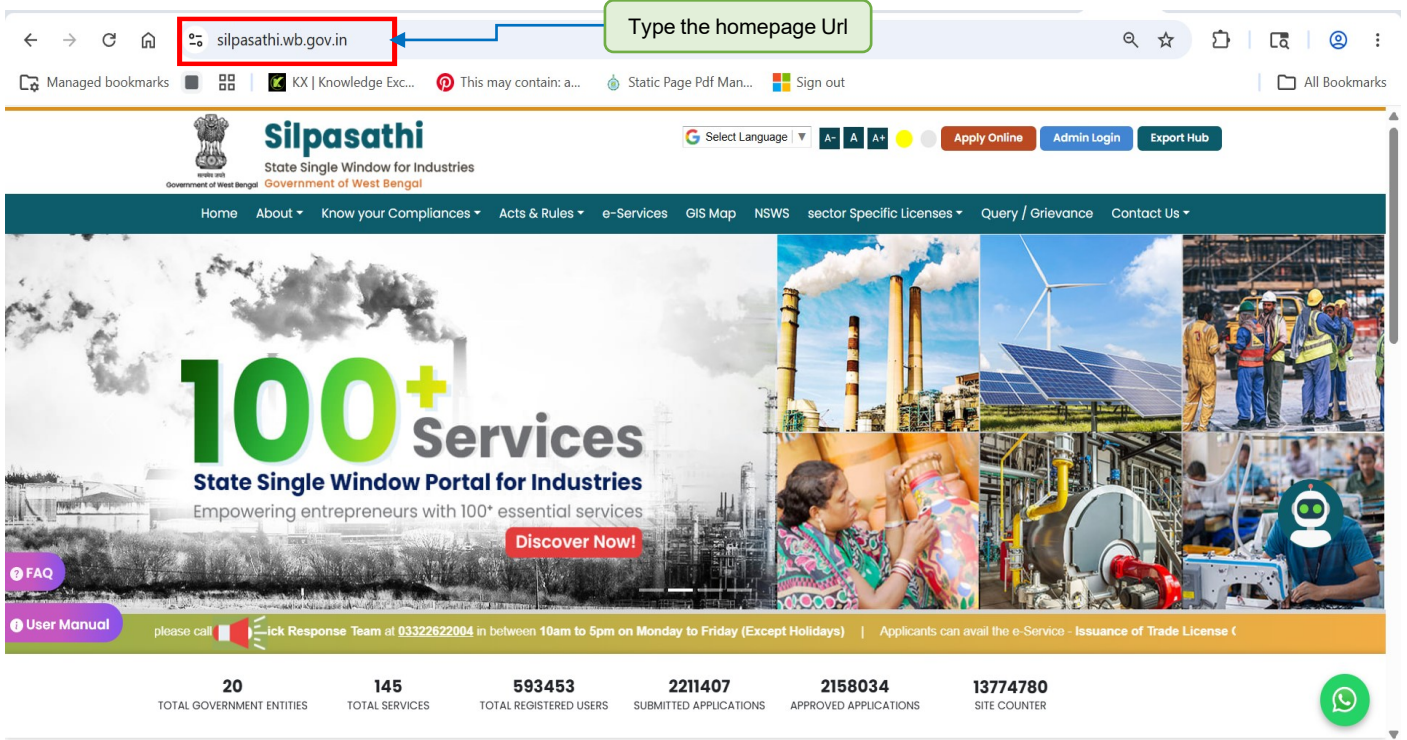 Type the homepage Url
silpasathi.wb.gov.in
Managed bookmarks
KX | Knowledge Exc...
This may contain: a...
Static Page Pdf Man...
Sign out
All Bookmarks
Silpasathi
State Single Window for Industries
सत्यमेव जयते
Government of West Bengal
Government of West Bengal
Select Language ▼
A-
A
A+
Apply Online
Admin Login
Export Hub
Home
About
Know your Compliances
Acts & Rules
e-Services
GIS Map
NSWS
sector Specific Licenses
Query / Grievance
Contact Us
100+
Services
State Single Window Portal for Industries
Empowering entrepreneurs with 100+ essential services
Discover Now!
FAQ
User Manual
please call
ick Response Team at 03322622004 in between 10am to 5pm on Monday to Friday (Except Holidays) | Applicants can avail the e-Service - Issuance of Trade License (
20
TOTAL GOVERNMENT ENTITIES
145
TOTAL SERVICES
593453
TOTAL REGISTERED USERS
2211407
SUBMITTED APPLICATIONS
2158034
APPROVED APPLICATIONS
13774780
SITE COUNTER